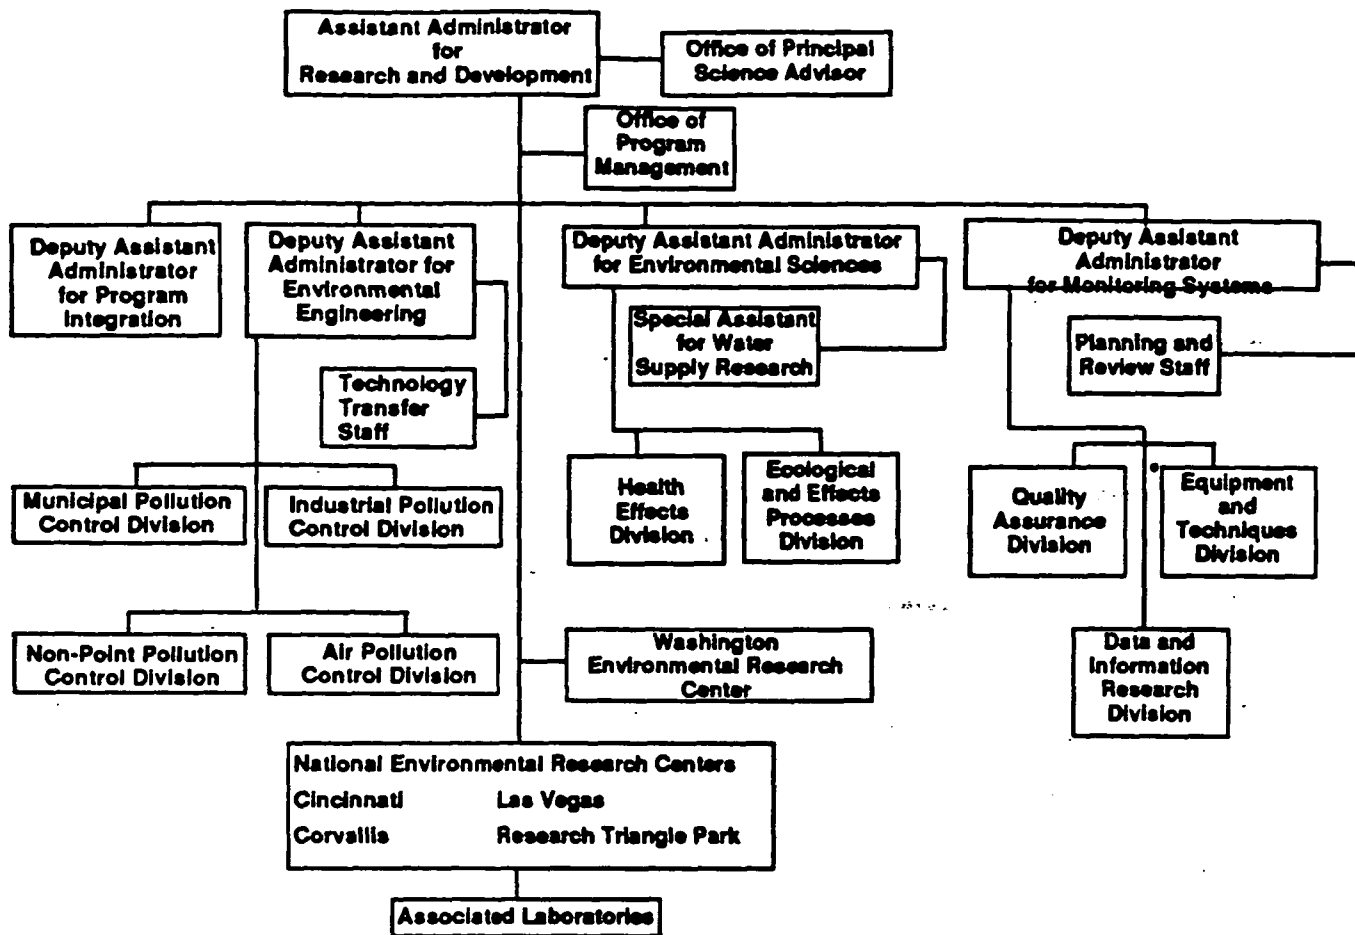 Assistant Administrator
for
Research and Development
Office of Principal
Science Advisor
Office of
Program
Management
Deputy Assistant
Administrator
for Program
Integration
Deputy Assistant
Administrator for
Environmental
Engineering
Deputy Assistant Administrator
for Environmental Sciences
Deputy Assistant
Administrator
for Monitoring Systems
Special Assistant
for Water
Supply Research
Planning and
Review Staff
Technology
Transfer
Staff
Municipal Pollution
Control Division
Industrial Pollution
Control Division
Health
Effects
Division
Ecological
and Effects
Processes
Division
Quality
Assurance
Division
Equipment
and
Techniques
Division
Non-Point Pollution
Control Division
Air Pollution
Control Division
Washington
Environmental Research
Center
Data and
Information
Research
Division
National Environmental Research Centers
Cincinnati Las Vegas
Corvallis Research Triangle Park
Associated Laboratories